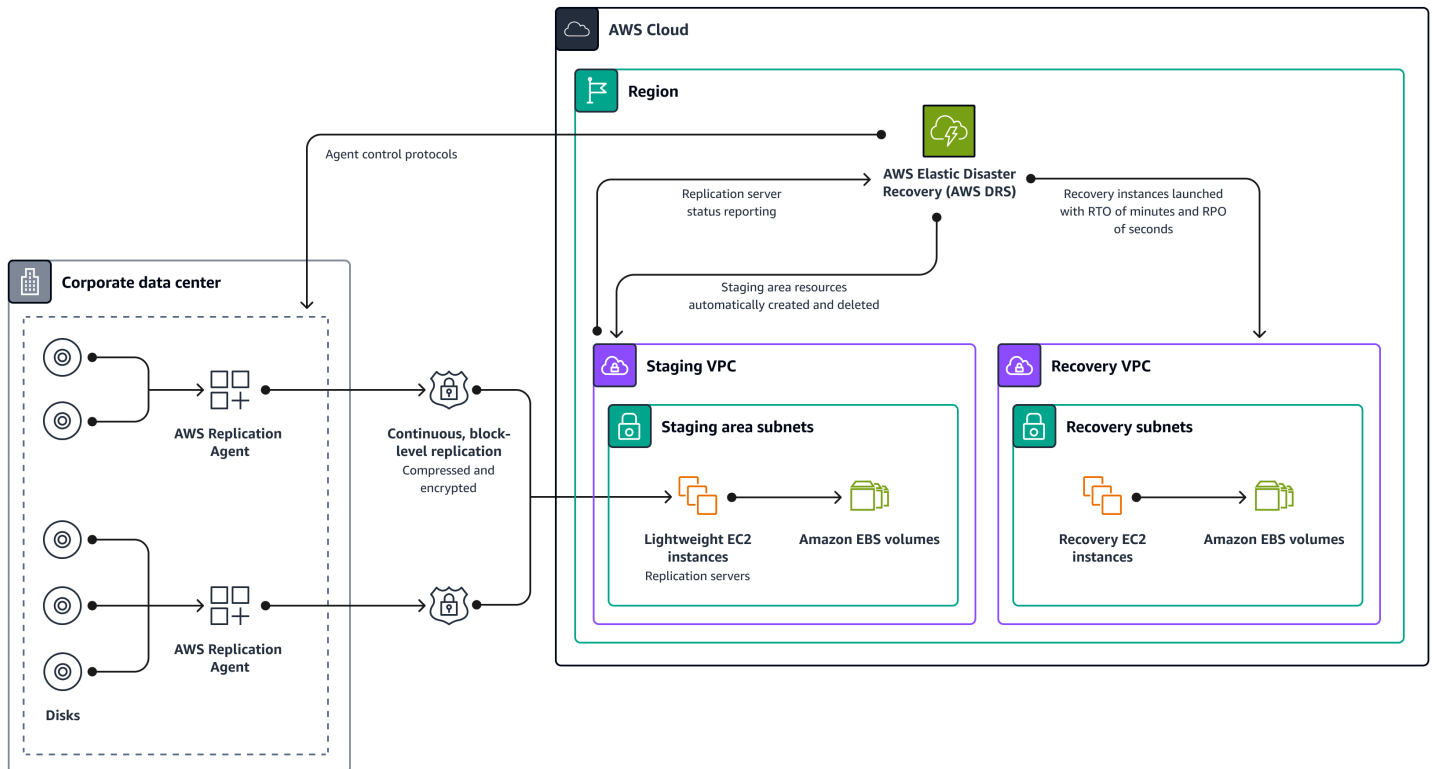 AWS Cloud
Region
Agent control protocols
AWS Elastic Disaster
Recovery (AWS DRS)
Replication server
status reporting
Recovery instances launched
with RTO of minutes and RPO
of seconds
Corporate data center
Staging area resources
automatically created and deleted
Staging VPC
Recovery VPC
AWS Replication
Agent
Continuous, block-
level replication
Compressed and
encrypted
Staging area subnets
Recovery subnets
Lightweight EC2
instances
Replication servers
Amazon EBS volumes
Recovery EC2
instances
Amazon EBS volumes
AWS Replication
Agent
Disks